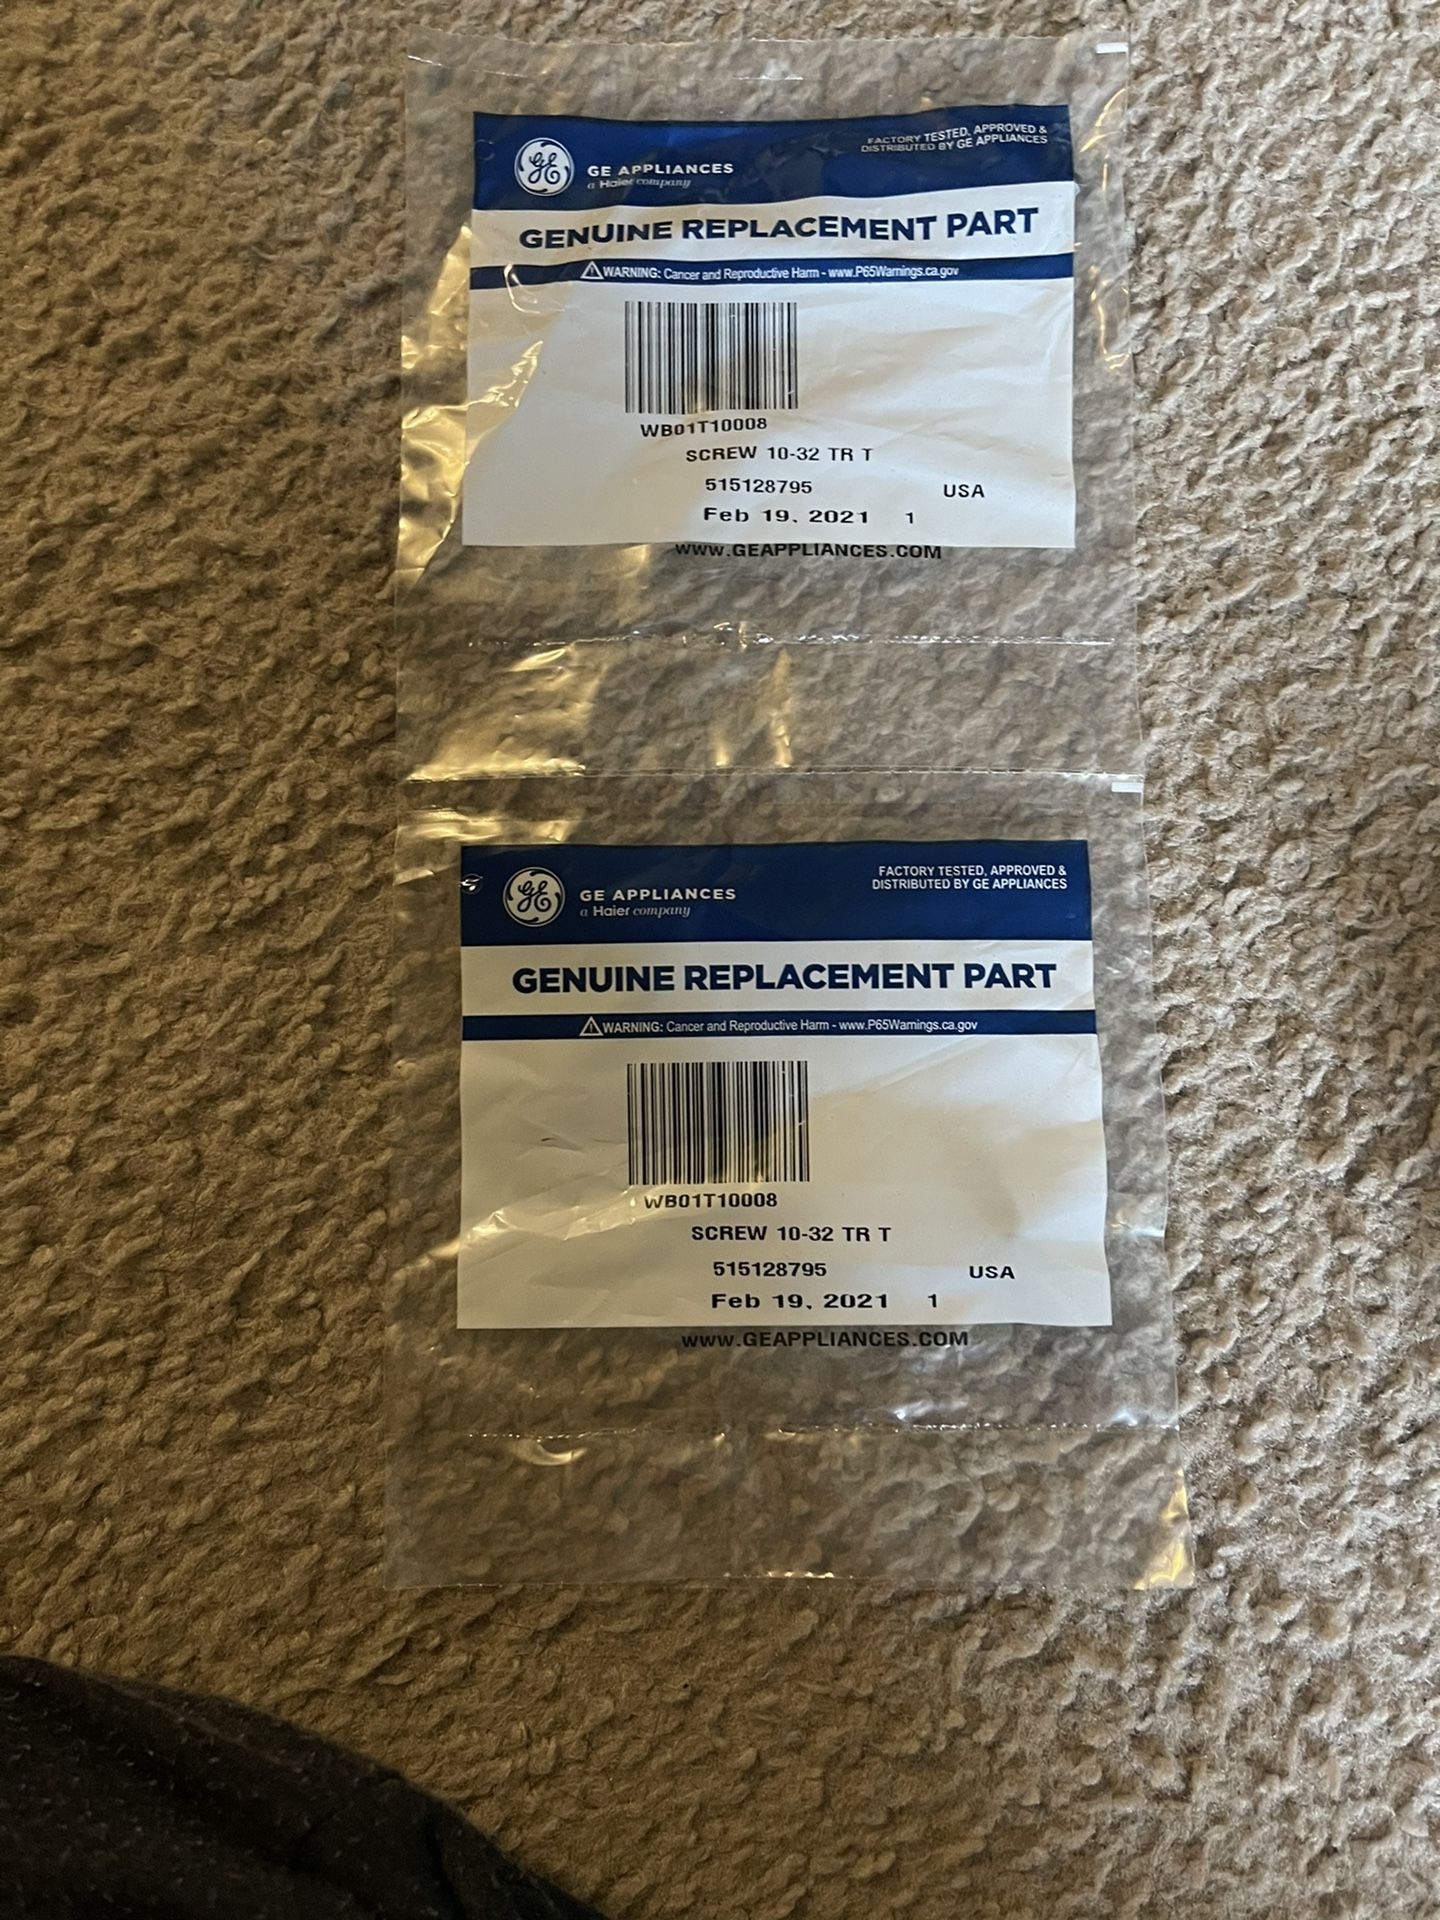 GE
GE APPLIANCES
a Haier company
FACTORY TESTED, APPROVED &
DISTRIBUTED BY GE APPLIANCES
GENUINE REPLACEMENT PART
WARNING: Cancer and Reproductive Harm - www.P65Warnings.ca.gov
WB01T10008
SCREW 10-32 TR T
515128795 USA
Feb 19, 2021 1
www.GEAPPLIANCES.COM
GE
GE APPLIANCES
a Haier company
FACTORY TESTED, APPROVED &
DISTRIBUTED BY GE APPLIANCES
GENUINE REPLACEMENT PART
WARNING: Cancer and Reproductive Harm - www.P65Warnings.ca.gov
WB01T10008
SCREW 10-32 TR T
515128795 USA
Feb 19, 2021 1
www.GEAPPLIANCES.COM